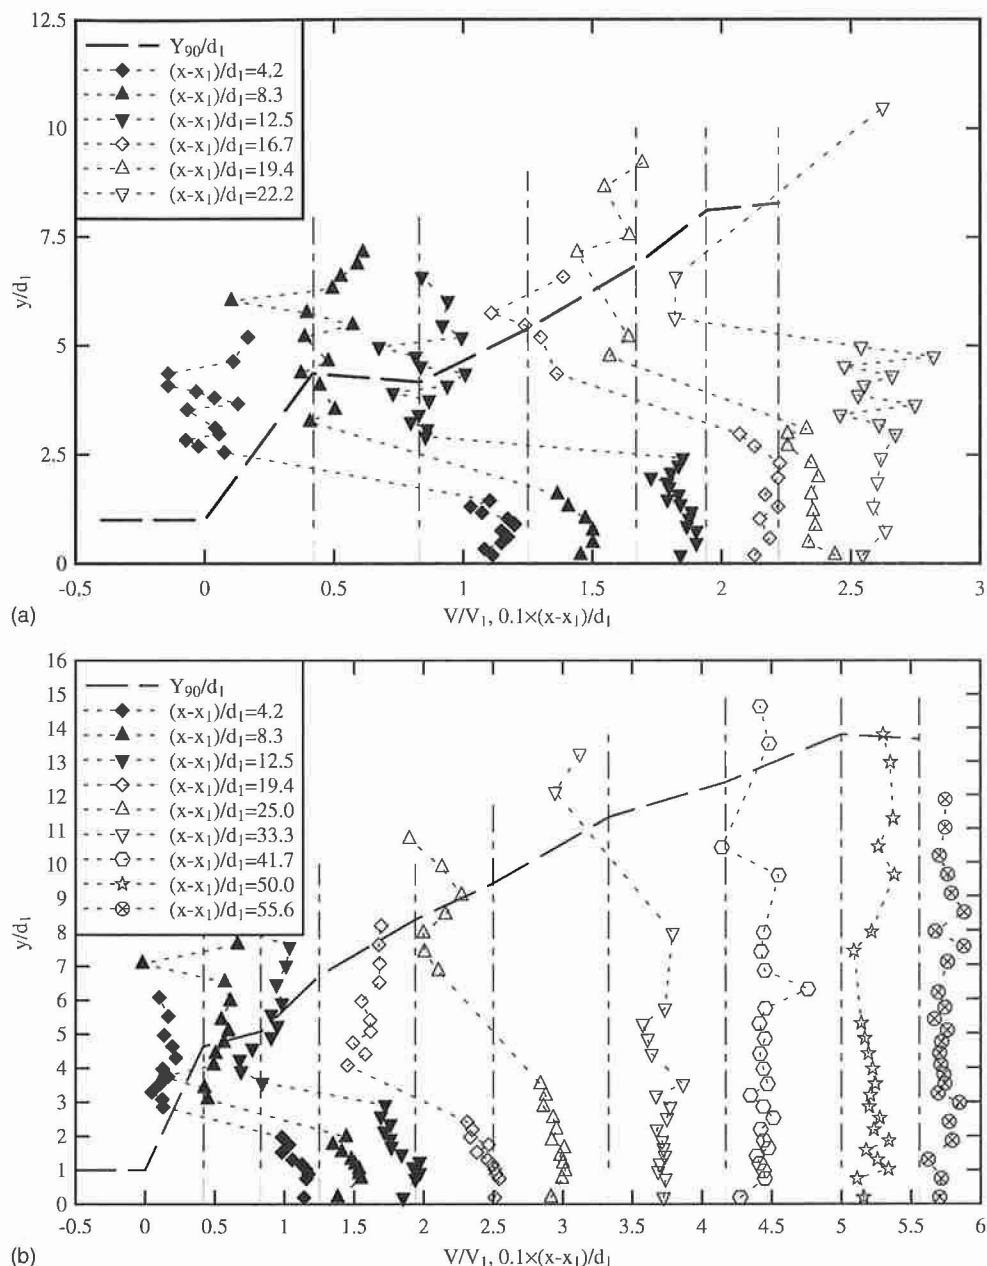 12.5
Y90/d1
(x-x1)/d1=4.2
(x-x1)/d1=8.3
(x-x1)/d1=12.5
(x-x1)/d1=16.7
(x-x1)/d1=19.4
(x-x1)/d1=22.2
10
7.5
y/d1
5
2.5
0
-0.5 0 0.5 1 1.5 2 2.5 3
(a) V/V1, 0.1×(x-x1)/d1
16
Y90/d1
15
(x-x1)/d1=4.2
14
(x-x1)/d1=8.3
13
(x-x1)/d1=12.5
(x-x1)/d1=19.4
12
(x-x1)/d1=25.0
11
(x-x1)/d1=33.3
10
(x-x1)/d1=41.7
9
(x-x1)/d1=50.0
(x-x1)/d1=55.6
8
y/d1
7
6
5
4
3
2
1
0
-0.5 0 0.5 1 1.5 2 2.5 3 3.5 4 4.5 5 5.5 6
(b) V/V1, 0.1×(x-x1)/d1